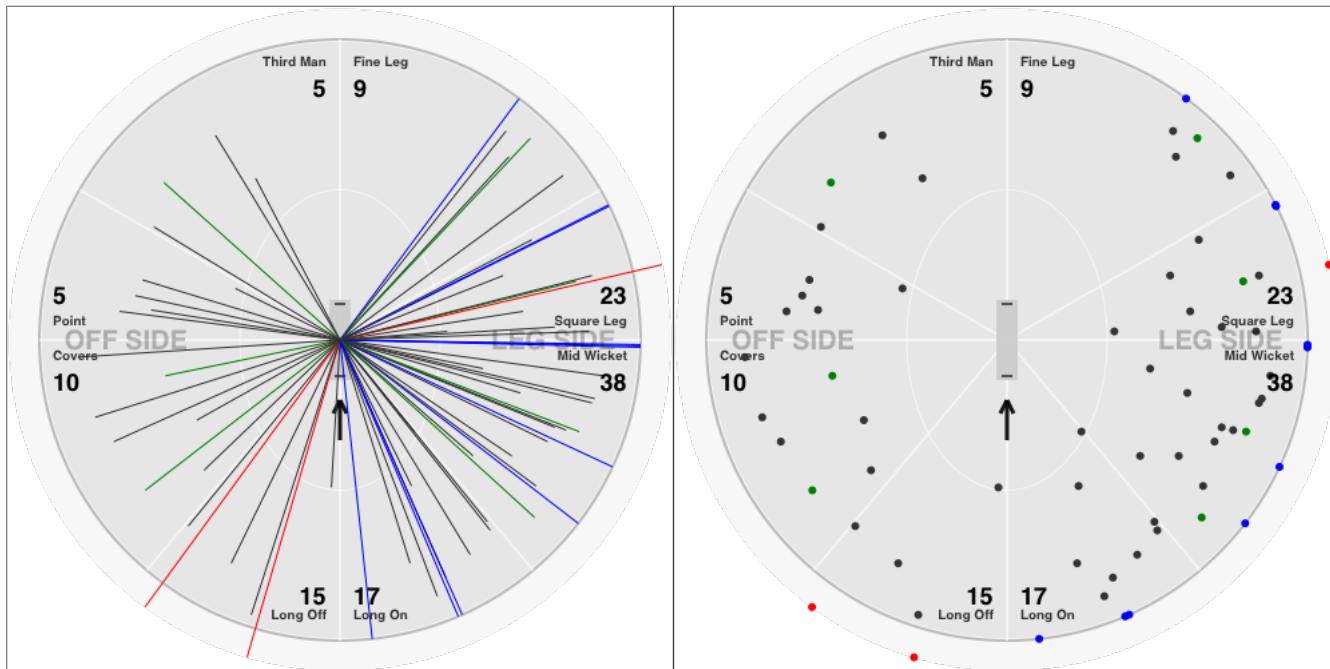 Third Man Fine Leg
5 9
5 23
Point Square Leg
OFF SIDE LEG SIDE
Covers Mid Wicket
10 38
15 17
Long Off Long On
Third Man Fine Leg
5 9
5 23
Point Square Leg
OFF SIDE LEG SIDE
Covers Mid Wicket
10 38
15 17
Long Off Long On